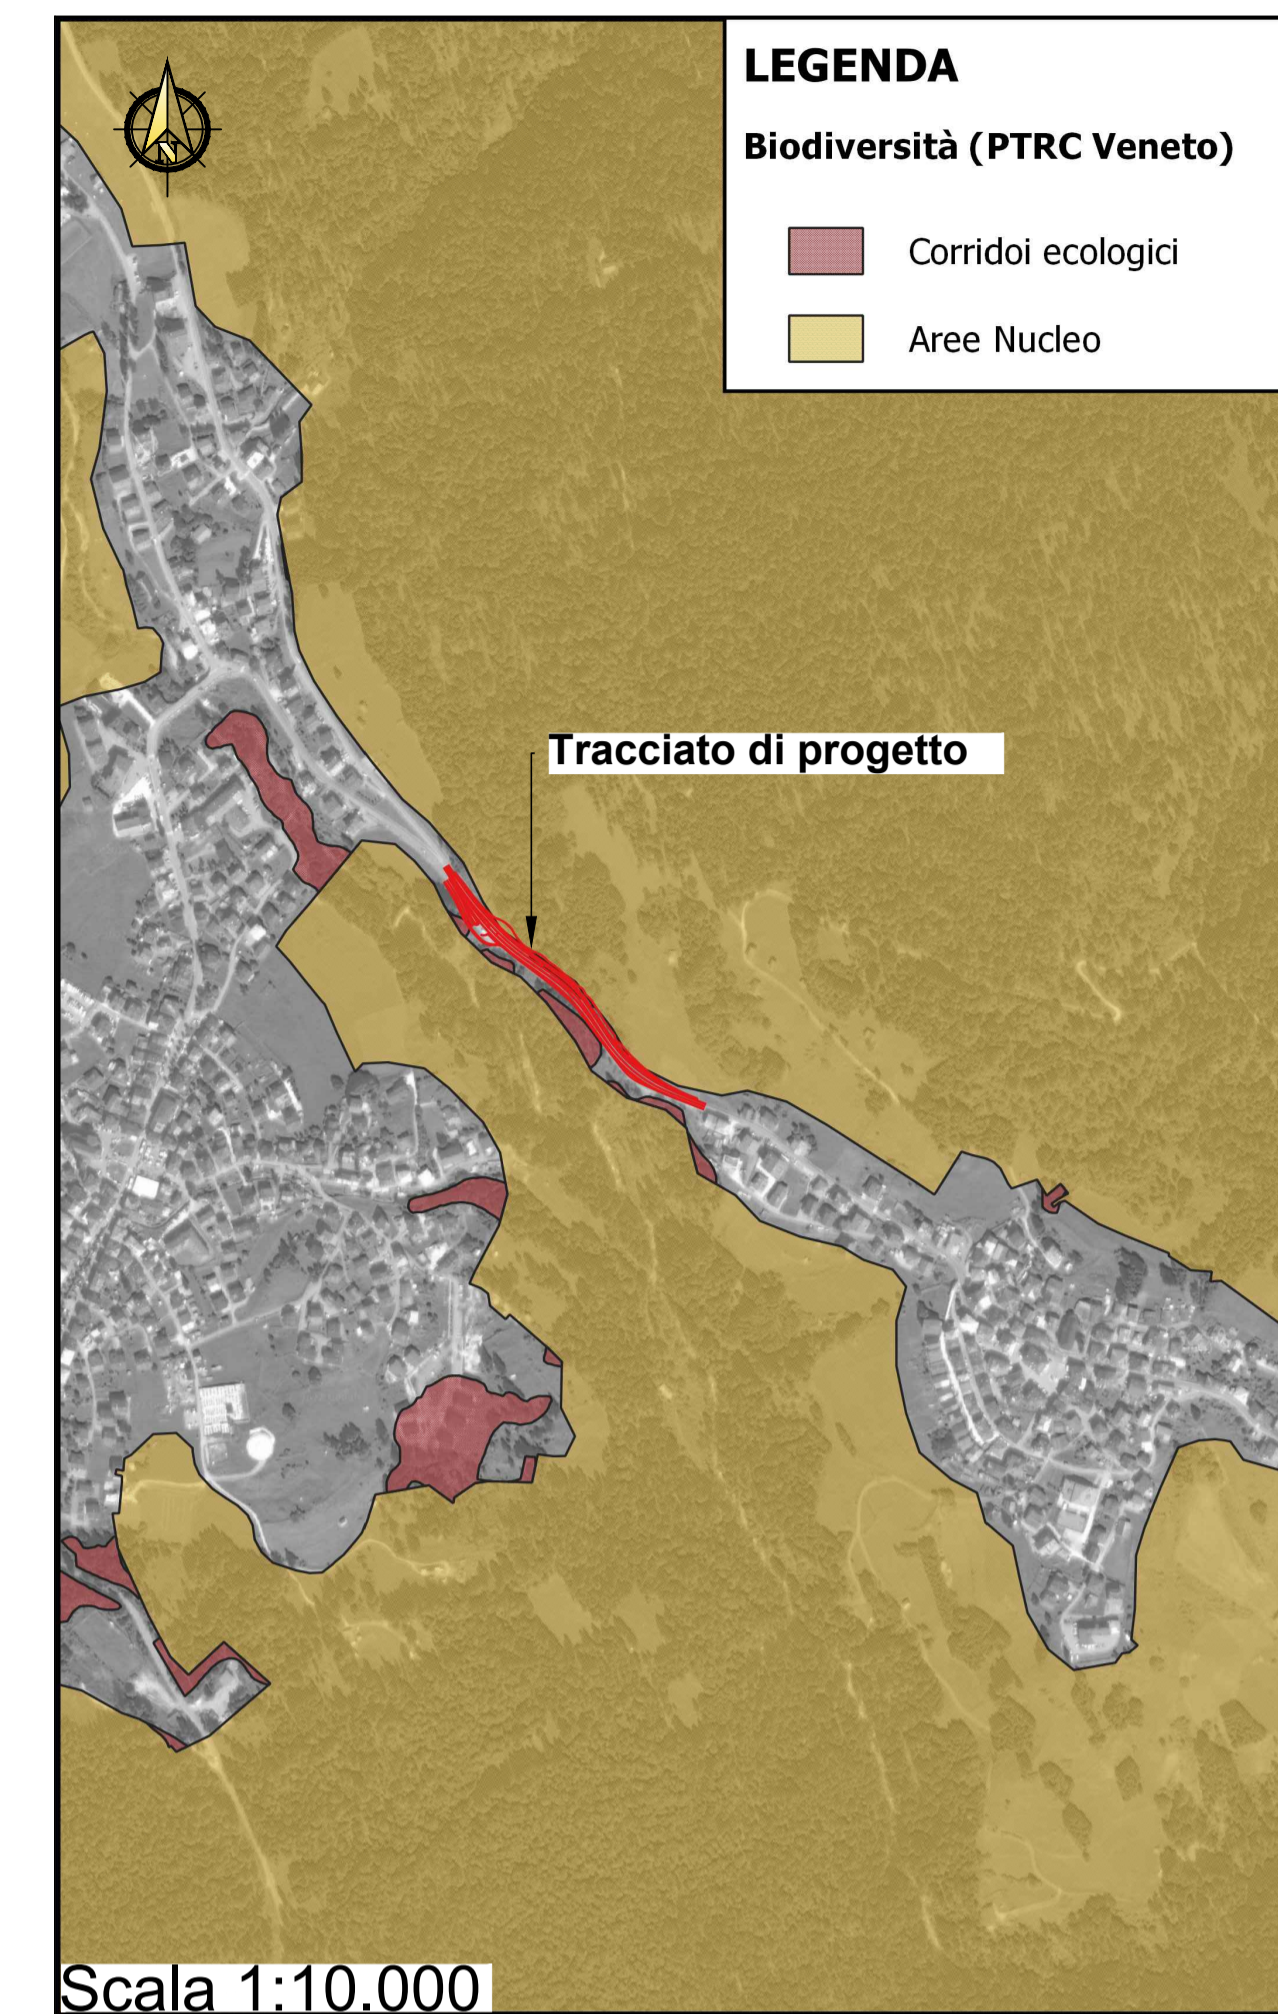 N
LEGENDA
Biodiversità (PTRC Veneto)
Corridoi ecologici
Aree Nucleo
Tracciato di progetto
Scala 1:10.000